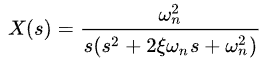 X(s) = ω_n^2 / (s(s^2 + 2ξω_n s + ω_n^2))